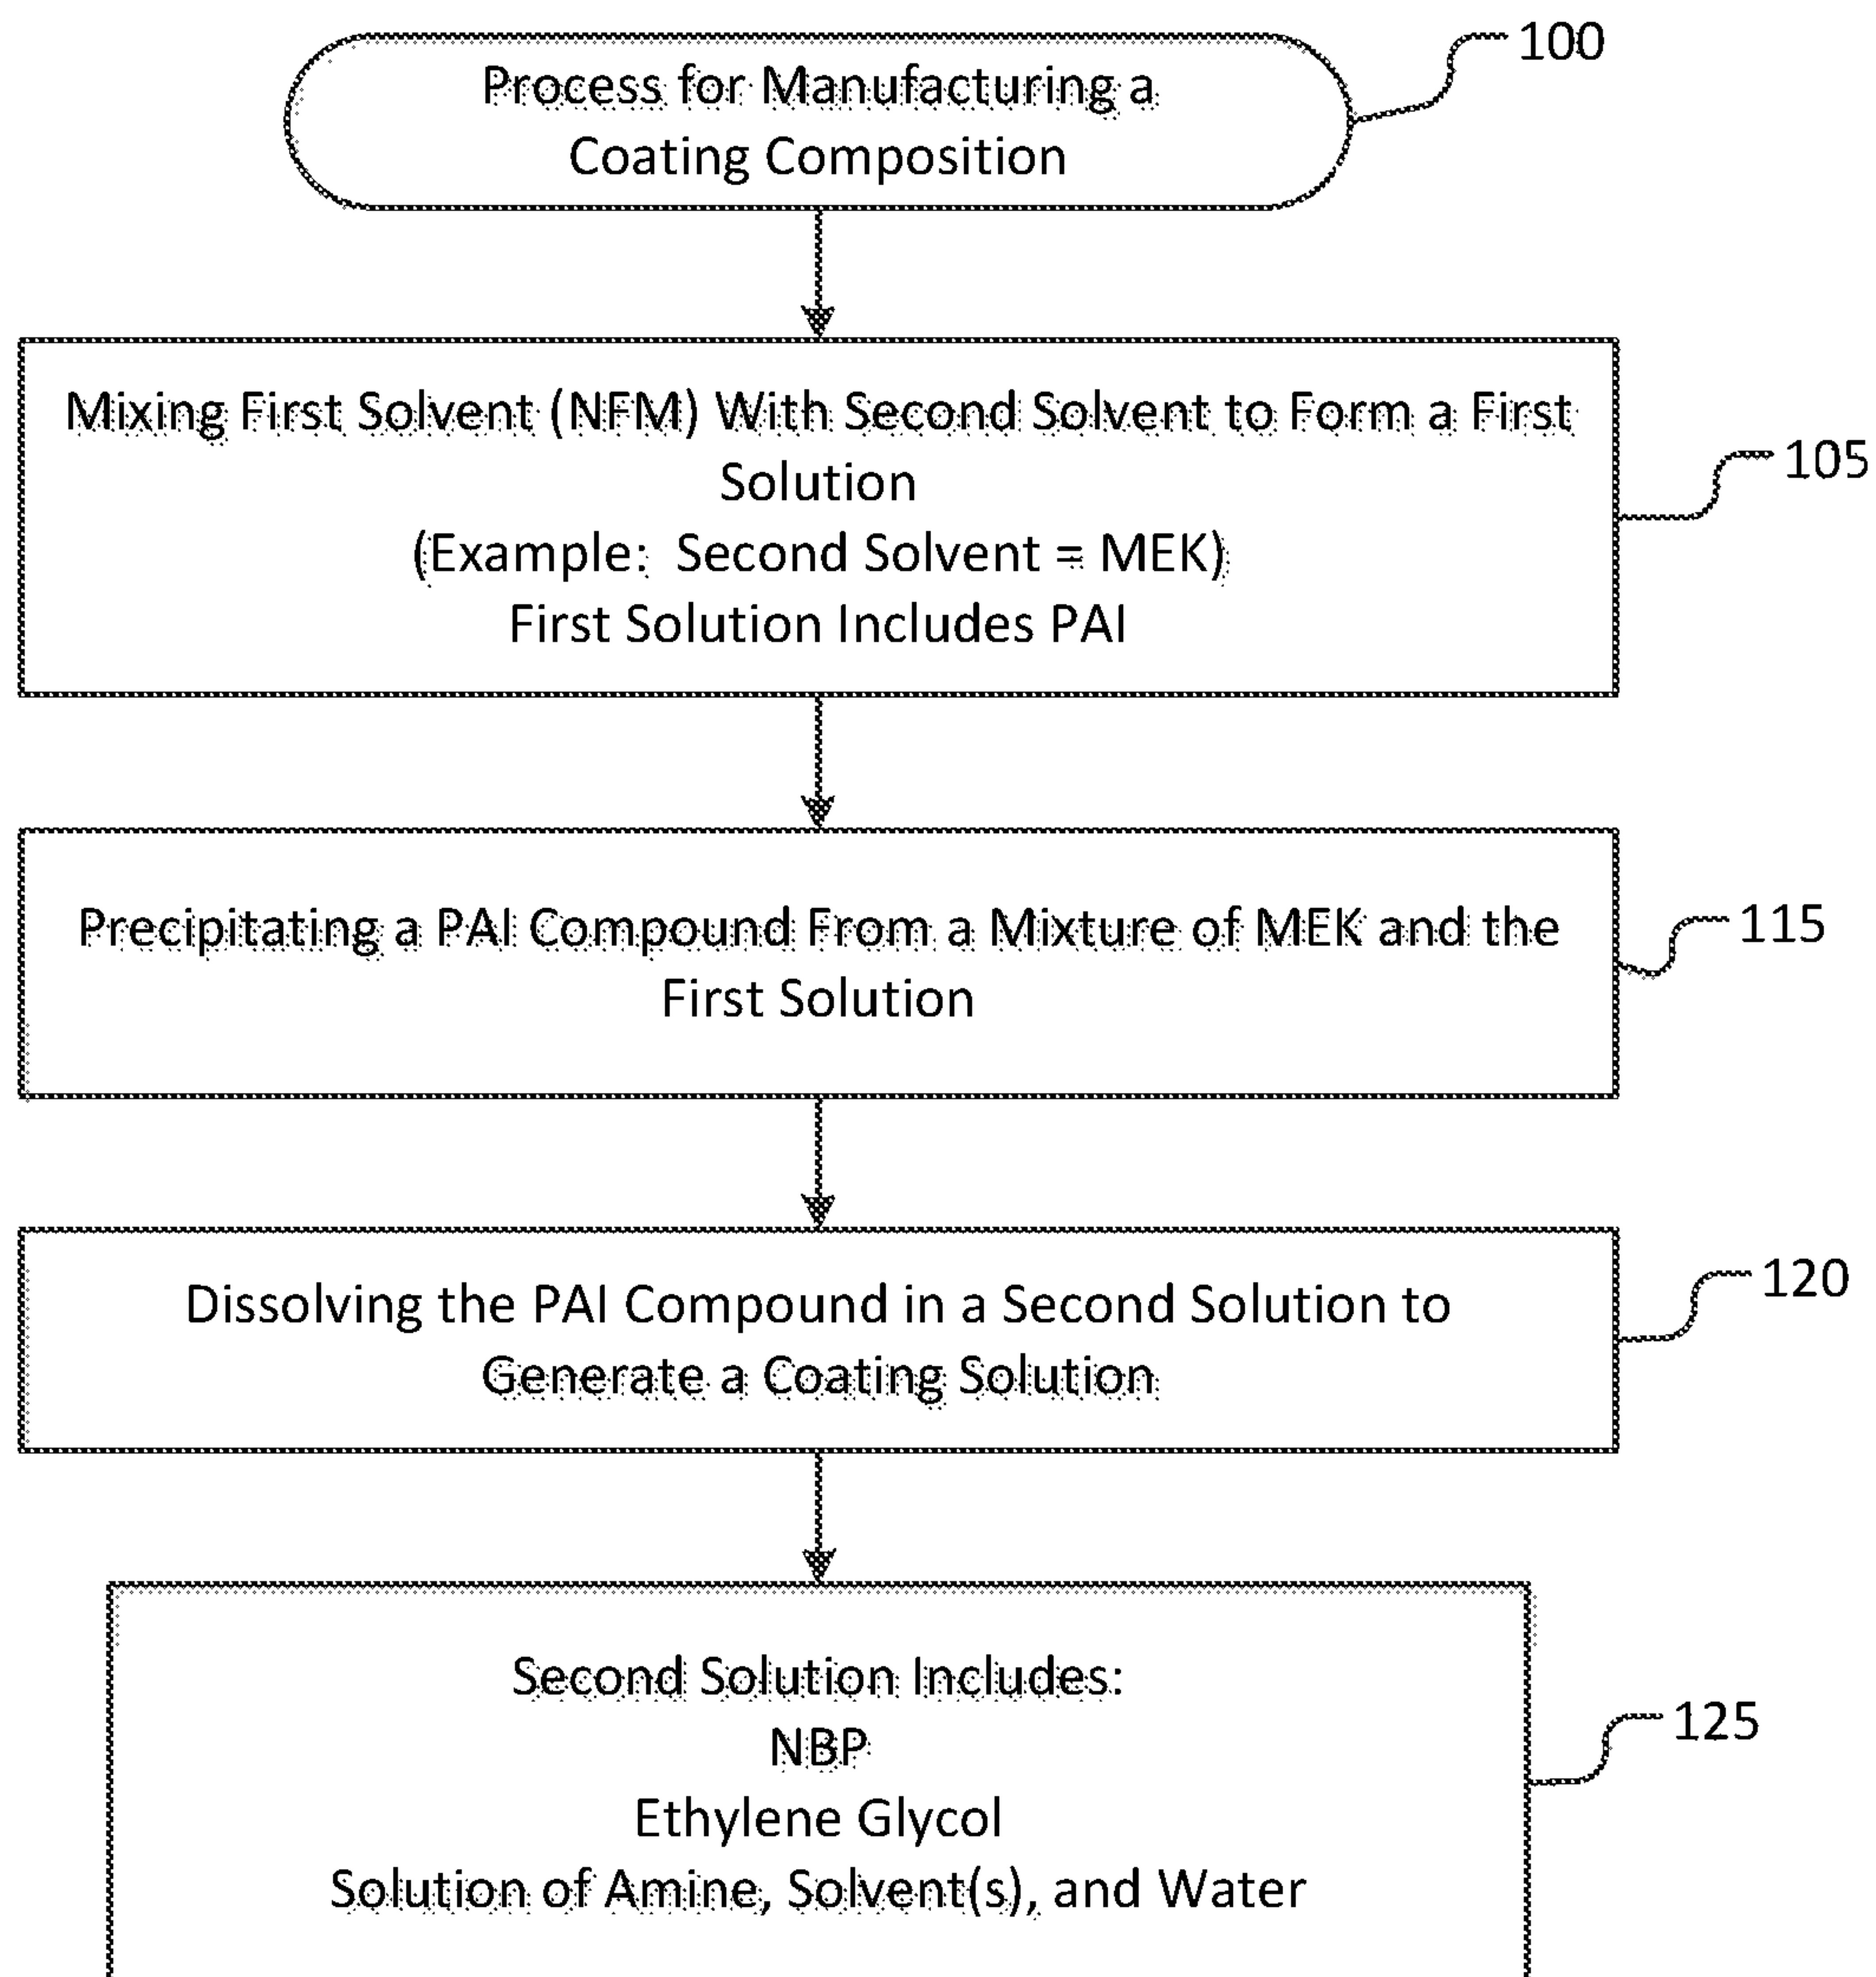 Process for Manufacturing a
Coating Composition
100
Mixing First Solvent (NFM) With Second Solvent to Form a First
Solution
(Example:  Second Solvent = MEK)
First Solution Includes PAI
105
Precipitating a PAI Compound From a Mixture of MEK and the
First Solution
115
Dissolving the PAI Compound in a Second Solution to
Generate a Coating Solution
120
Second Solution Includes:
NBP
Ethylene Glycol
Solution of Amine, Solvent(s), and Water
125